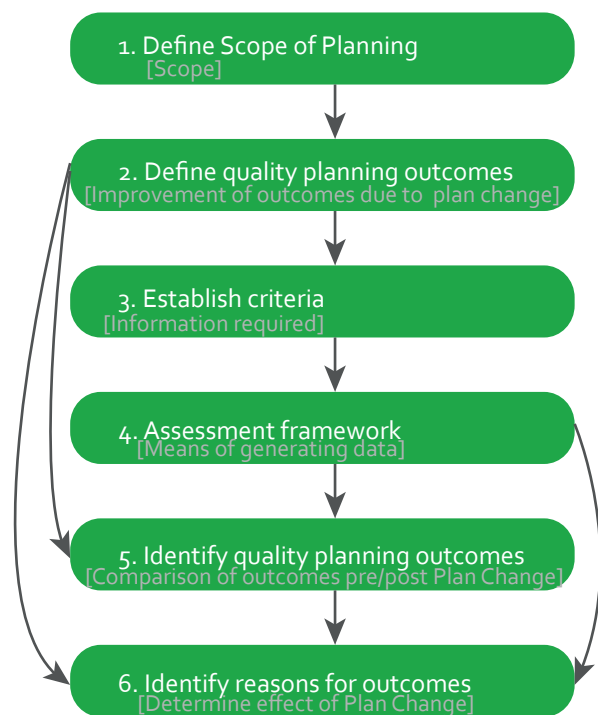 1. Define Scope of Planning
[Scope]
2. Define quality planning outcomes
[Improvement of outcomes due to plan change]
3. Establish criteria
[Information required]
4. Assessment framework
[Means of generating data]
5. Identify quality planning outcomes
[Comparison of outcomes pre/post Plan Change]
6. Identify reasons for outcomes
[Determine effect of Plan Change]